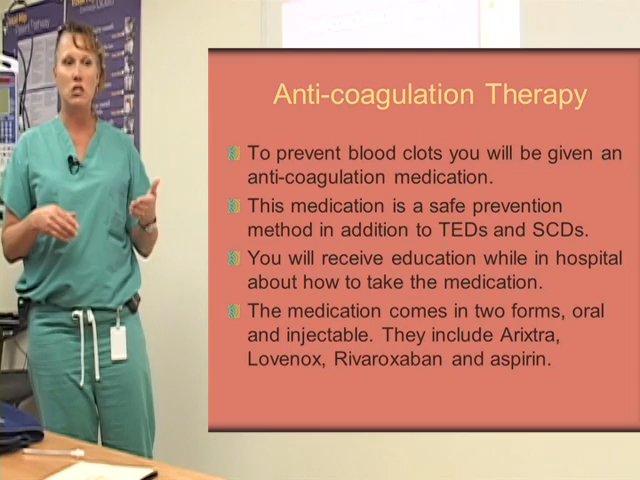 Anti-coagulation Therapy
To prevent blood clots you will be given an
anti-coagulation medication.
This medication is a safe prevention
method in addition to TEDs and SCDs.
You will receive education while in hospital
about how to take the medication.
The medication comes in two forms, oral
and injectable. They include Arixtra,
Lovenox, Rivaroxaban and aspirin.